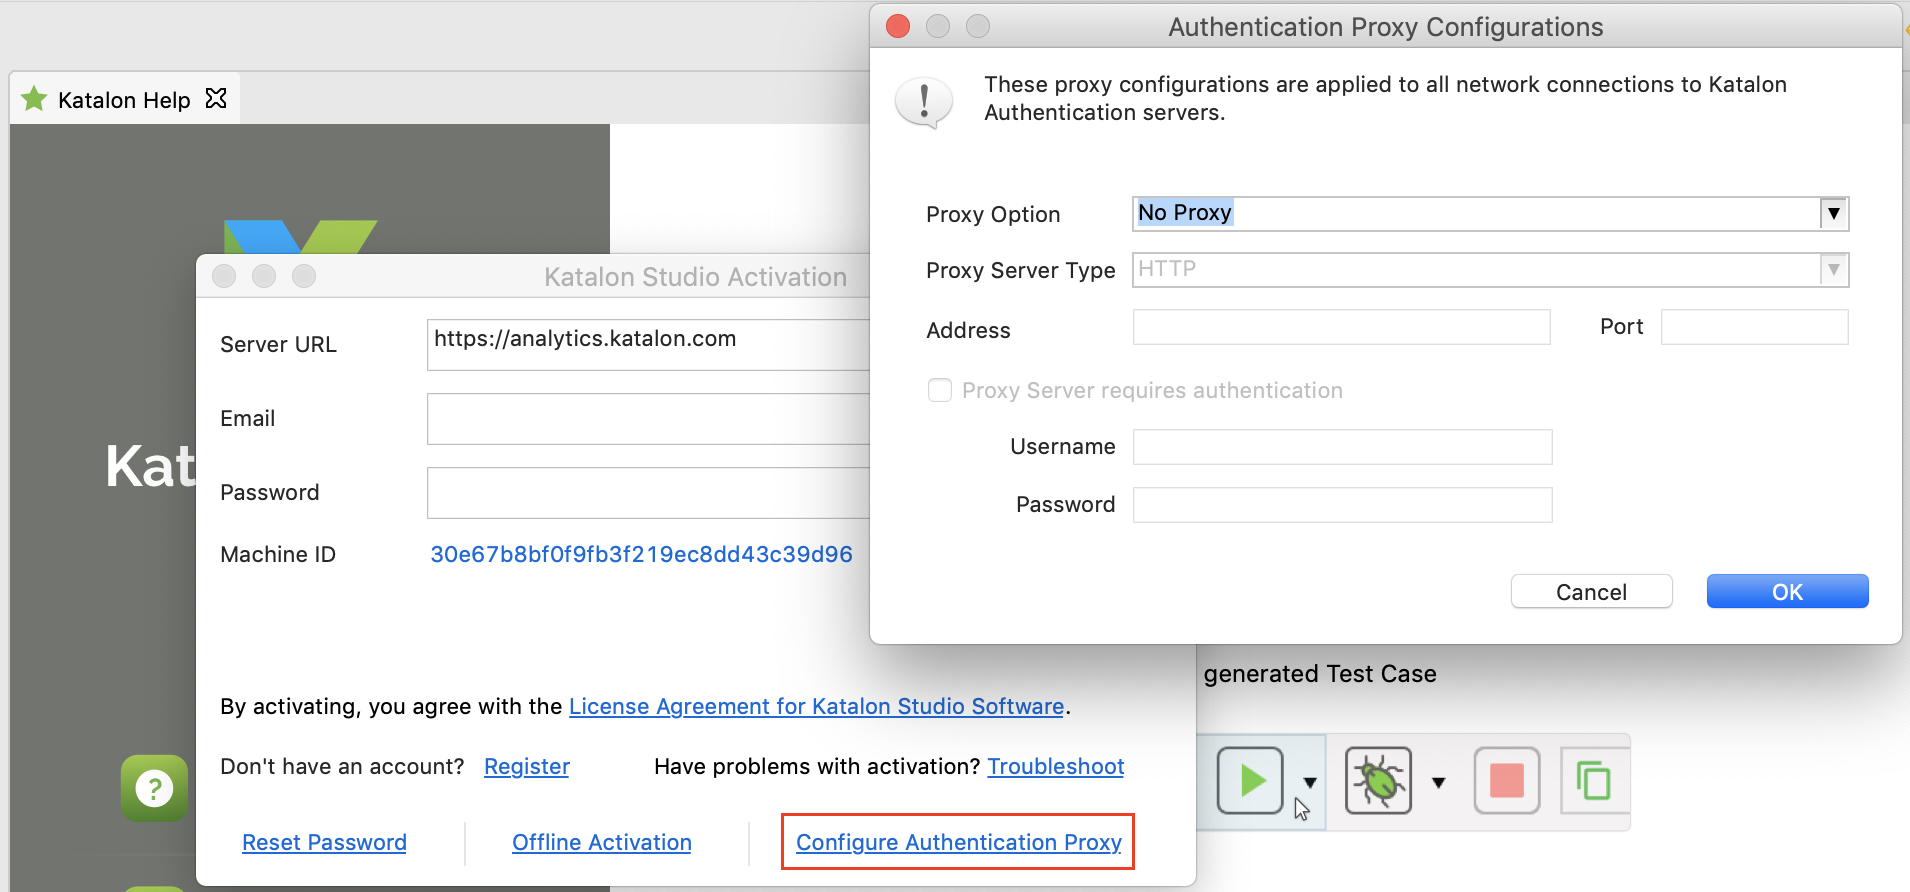 Authentication Proxy Configurations
These proxy configurations are applied to all network connections to Katalon
Authentication servers.
Proxy Option No Proxy
Proxy Server Type HTTP
Address Port
Proxy Server requires authentication
Username
Password
Cancel OK
Katalon Help
Kat
Katalon Studio Activation
Server URL https://analytics.katalon.com
Email
Password
Machine ID 30e67b8bf0f9fb3f219ec8dd43c39d96
By activating, you agree with the License Agreement for Katalon Studio Software.
Don't have an account? Register Have problems with activation? Troubleshoot
Reset Password Offline Activation Configure Authentication Proxy
generated Test Case
?